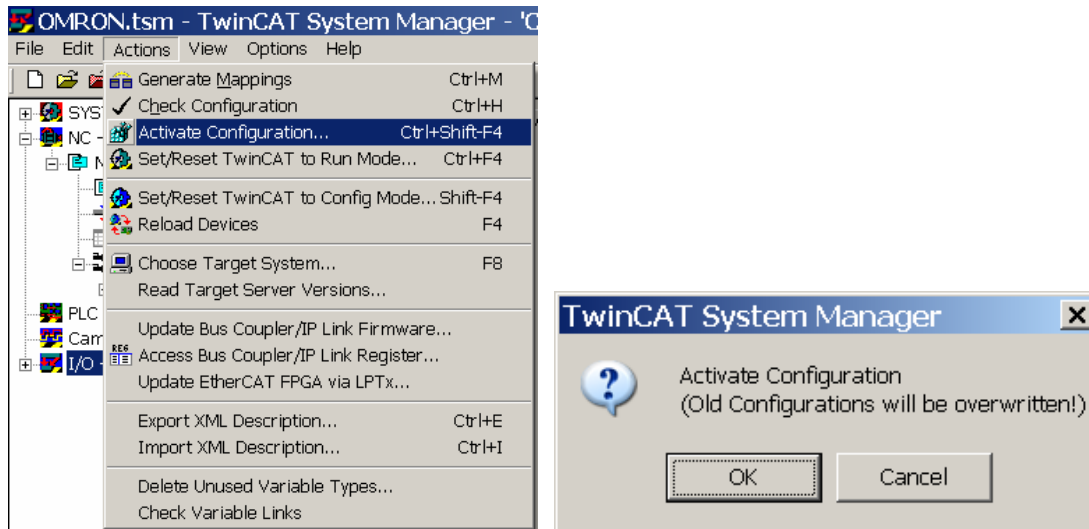 OMRON.tsm - TwinCAT System Manager - 'O
File Edit Actions View Options Help
Generate Mappings Ctrl+M
Check Configuration Ctrl+H
Activate Configuration... Ctrl+Shift-F4
Set/Reset TwinCAT to Run Mode... Ctrl+F4
Set/Reset TwinCAT to Config Mode... Shift-F4
Reload Devices F4
Choose Target System... F8
Read Target Server Versions...
Update Bus Coupler/IP Link Firmware...
Access Bus Coupler/IP Link Register...
Update EtherCAT FPGA via LPTx...
Export XML Description... Ctrl+E
Import XML Description... Ctrl+I
Delete Unused Variable Types...
Check Variable Links
SYS
NC -
N
PLC
Cam
I/O -
TwinCAT System Manager
Activate Configuration
(Old Configurations will be overwritten!)
OK Cancel